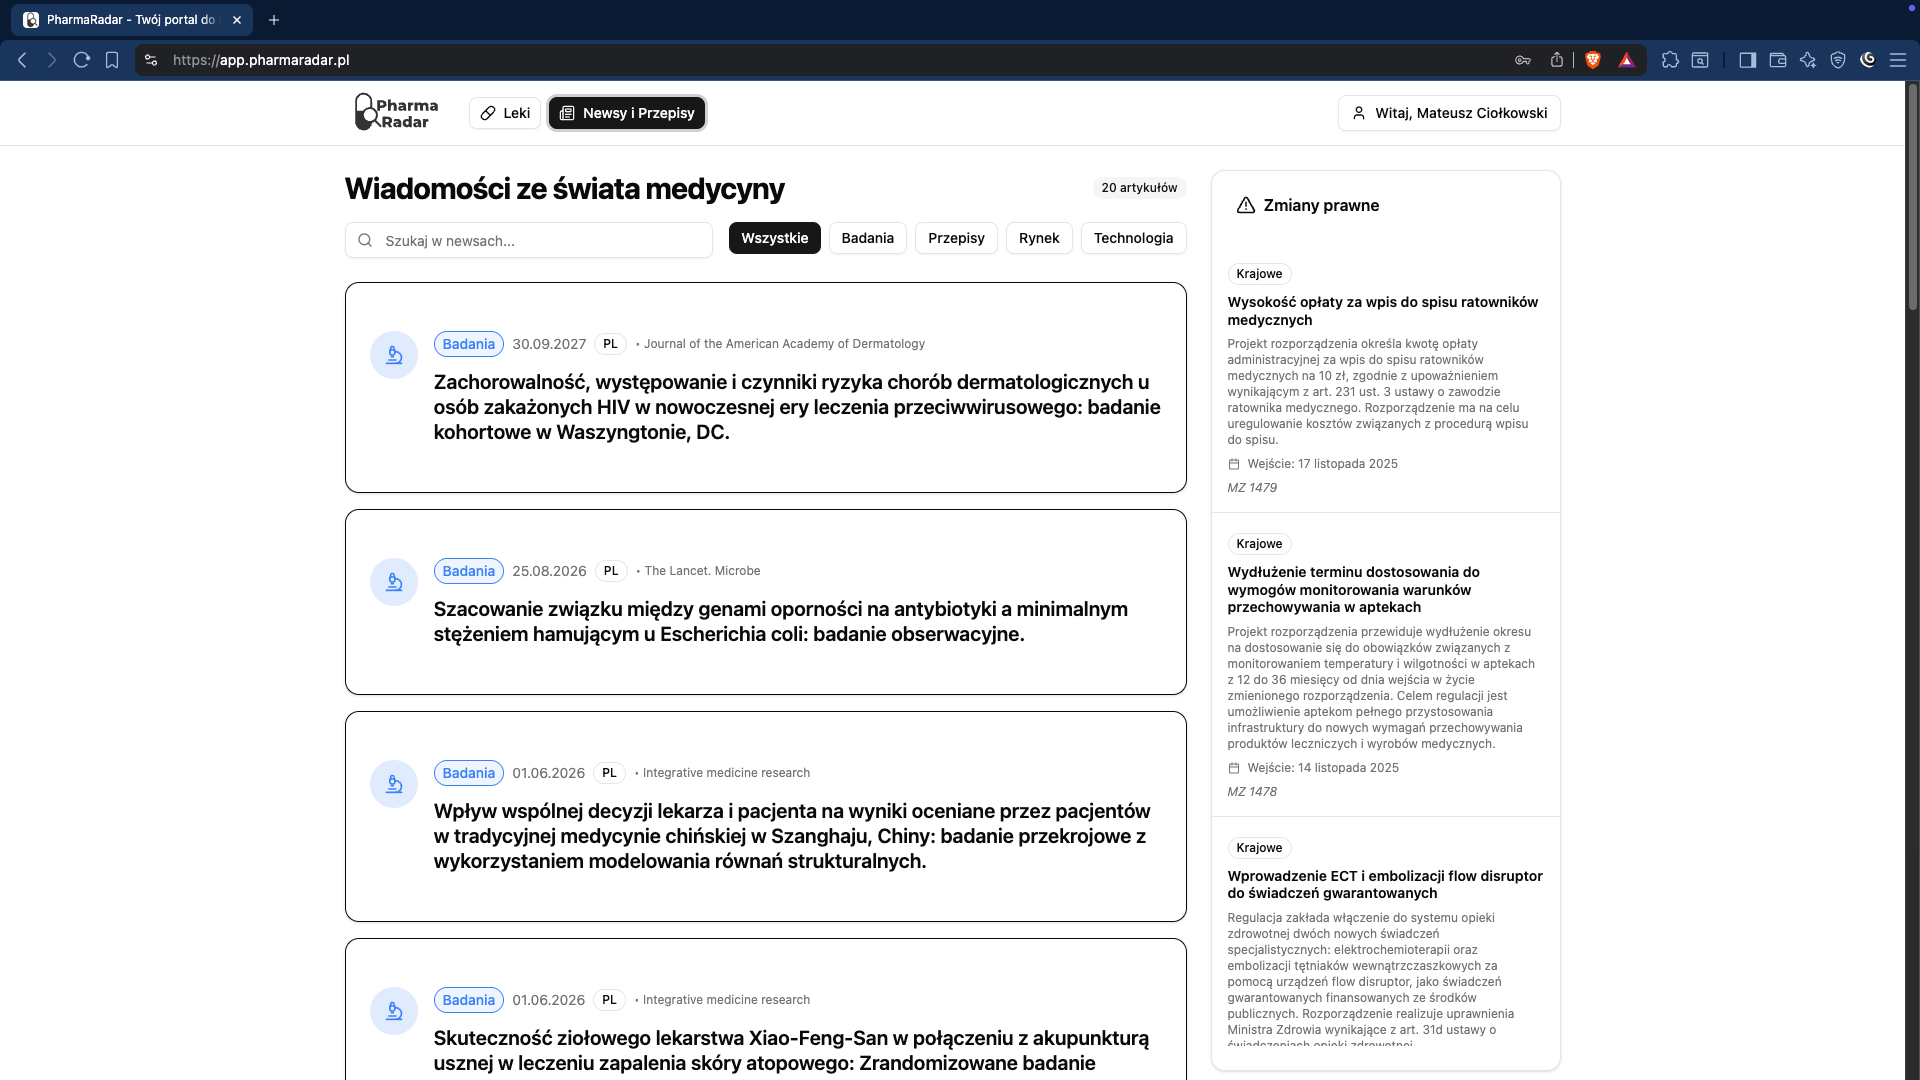 PharmaRadar - Twój portal do
https://app.pharmaradar.pl
Pharma
Radar
Leki
Newsy i Przepisy
Witaj, Mateusz Ciołkowski
Wiadomości ze świata medycyny
20 artykułów
Szukaj w newsach...
Wszystkie
Badania
Przepisy
Rynek
Technologia
Badania 30.09.2027 PL • Journal of the American Academy of Dermatology
Zachorowalność, występowanie i czynniki ryzyka chorób dermatologicznych u
osób zakażonych HIV w nowoczesnej ery leczenia przeciwwirusowego: badanie
kohortowe w Waszyngtonie, DC.
Badania 25.08.2026 PL • The Lancet. Microbe
Szacowanie związku między genami oporności na antybiotyki a minimalnym
stężeniem hamującym u Escherichia coli: badanie obserwacyjne.
Badania 01.06.2026 PL • Integrative medicine research
Wpływ wspólnej decyzji lekarza i pacjenta na wyniki oceniane przez pacjentów
w tradycyjnej medycynie chińskiej w Szanghaju, Chiny: badanie przekrojowe z
wykorzystaniem modelowania równań strukturalnych.
Badania 01.06.2026 PL • Integrative medicine research
Skuteczność ziołowego lekarstwa Xiao-Feng-San w połączeniu z akupunkturą
usznej w leczeniu zapalenia skóry atopowego: Zrandomizowane badanie
Zmiany prawne
Krajowe
Wysokość opłaty za wpis do spisu ratowników
medycznych
Projekt rozporządzenia określa kwotę opłaty
administracyjnej za wpis do spisu ratowników
medycznych na 10 zł, zgodnie z upoważnieniem
wynikającym z art. 231 ust. 3 ustawy o zawodzie
ratownika medycznego. Rozporządzenie ma na celu
uregulowanie kosztów związanych z procedurą wpisu
do spisu.
Wejście: 17 listopada 2025
MZ 1479
Krajowe
Wydłużenie terminu dostosowania do
wymogów monitorowania warunków
przechowywania w aptekach
Projekt rozporządzenia przewiduje wydłużenie okresu
na dostosowanie się do obowiązków związanych z
monitorowaniem temperatury i wilgotności w aptekach
z 12 do 36 miesięcy od dnia wejścia w życie
zmienionego rozporządzenia. Celem regulacji jest
umożliwienie aptekom pełnego przystosowania
infrastruktury do nowych wymagań przechowywania
produktów leczniczych i wyrobów medycznych.
Wejście: 14 listopada 2025
MZ 1478
Krajowe
Wprowadzenie ECT i embolizacji flow disruptor
do świadczeń gwarantowanych
Regulacja zakłada włączenie do systemu opieki
zdrowotnej dwóch nowych świadczeń
specjalistycznych: elektrochemioterapii oraz
embolizacji tętniaków wewnątrzczaszkowych za
pomocą urządzeń flow disruptor, jako świadczeń
gwarantowanych finansowanych ze środków
publicznych. Rozporządzenie realizuje uprawnienia
Ministra Zdrowia wynikające z art. 31d ustawy o
świadczeniach opieki zdrowotnej